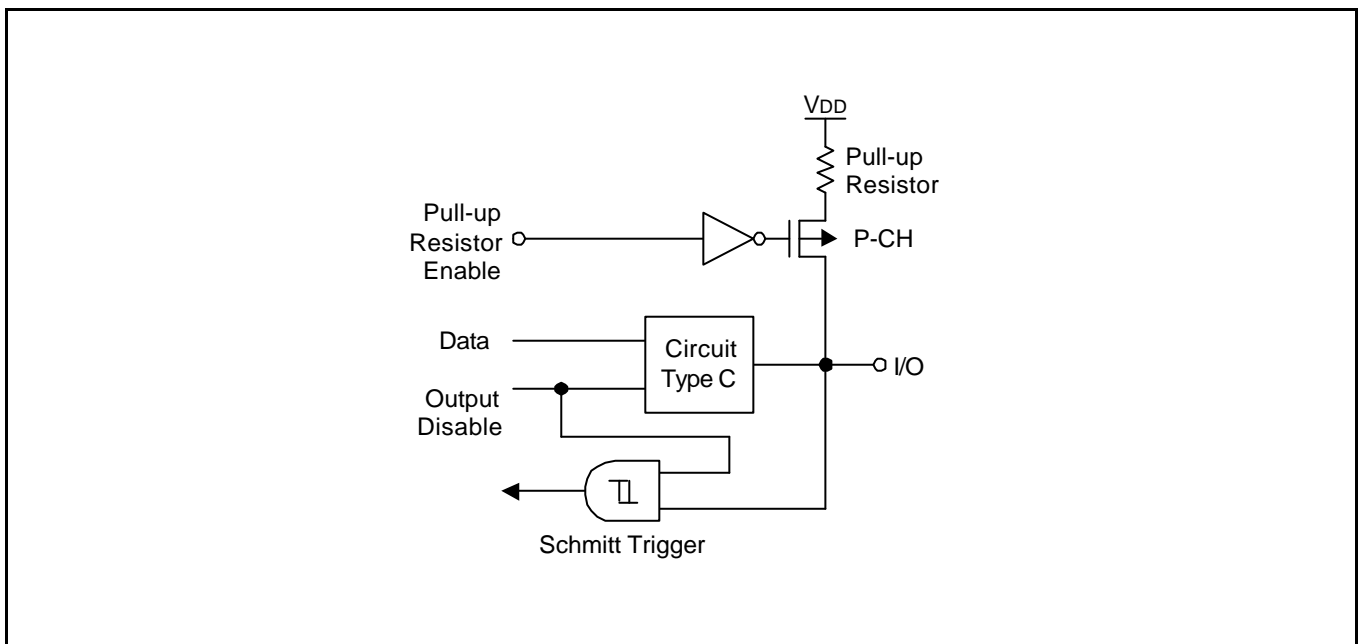 VDD
Pull-up
Resistor
Pull-up
Resistor
Enable
P-CH
Data
Circuit
Type C
I/O
Output
Disable
Schmitt Trigger